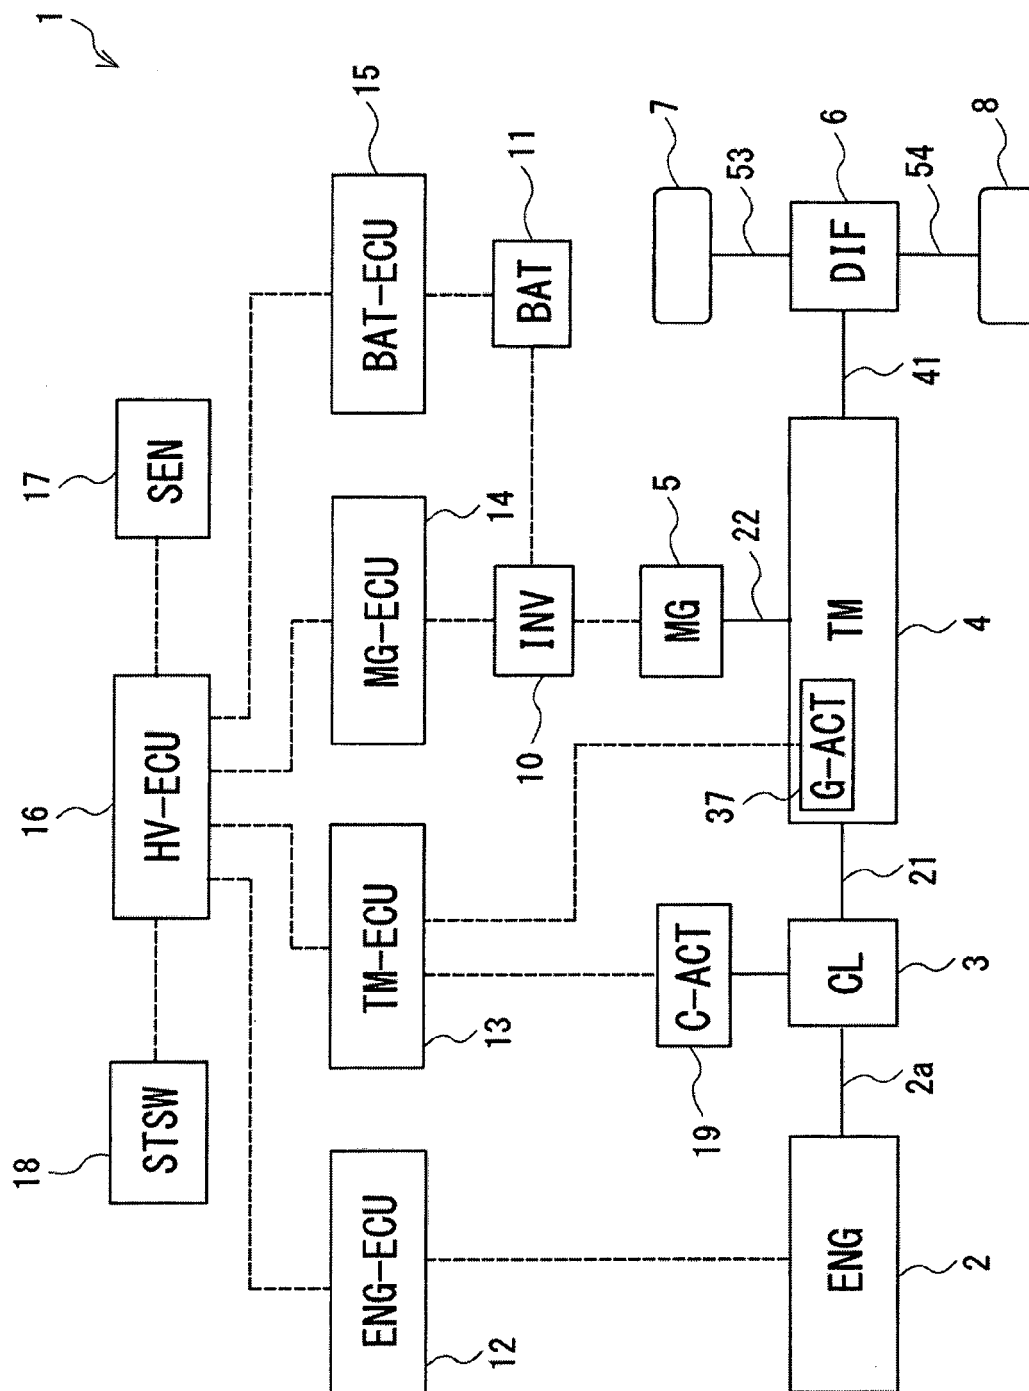 1
18
STSW
16
HV-ECU
17
SEN
12
ENG-ECU
13
TM-ECU
14
MG-ECU
15
BAT-ECU
10
INV
11
BAT
19
C-ACT
37
G-ACT
5
MG
22
7
53
ENG
2
2a
CL
3
21
TM
4
41
DIF
6
54
8